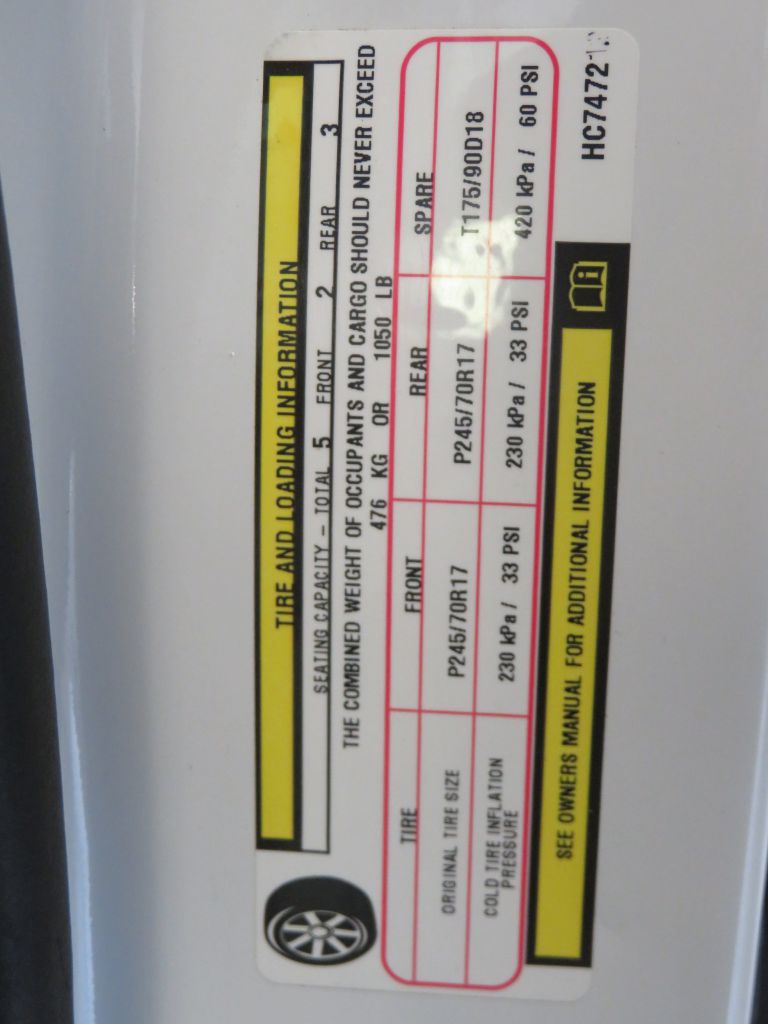 TIRE AND LOADING INFORMATION
SEATING CAPACITY – TOTAL 5 FRONT 2 REAR 3
THE COMBINED WEIGHT OF OCCUPANTS AND CARGO SHOULD NEVER EXCEED
476 KG OR 1050 LB
TIRE FRONT REAR SPARE
ORIGINAL TIRE SIZE P245/70R17 P245/70R17 T175/90D18
COLD TIRE INFLATION PRESSURE 230 kPa / 33 PSI 230 kPa / 33 PSI 420 kPa / 60 PSI
SEE OWNERS MANUAL FOR ADDITIONAL INFORMATION
HC7472